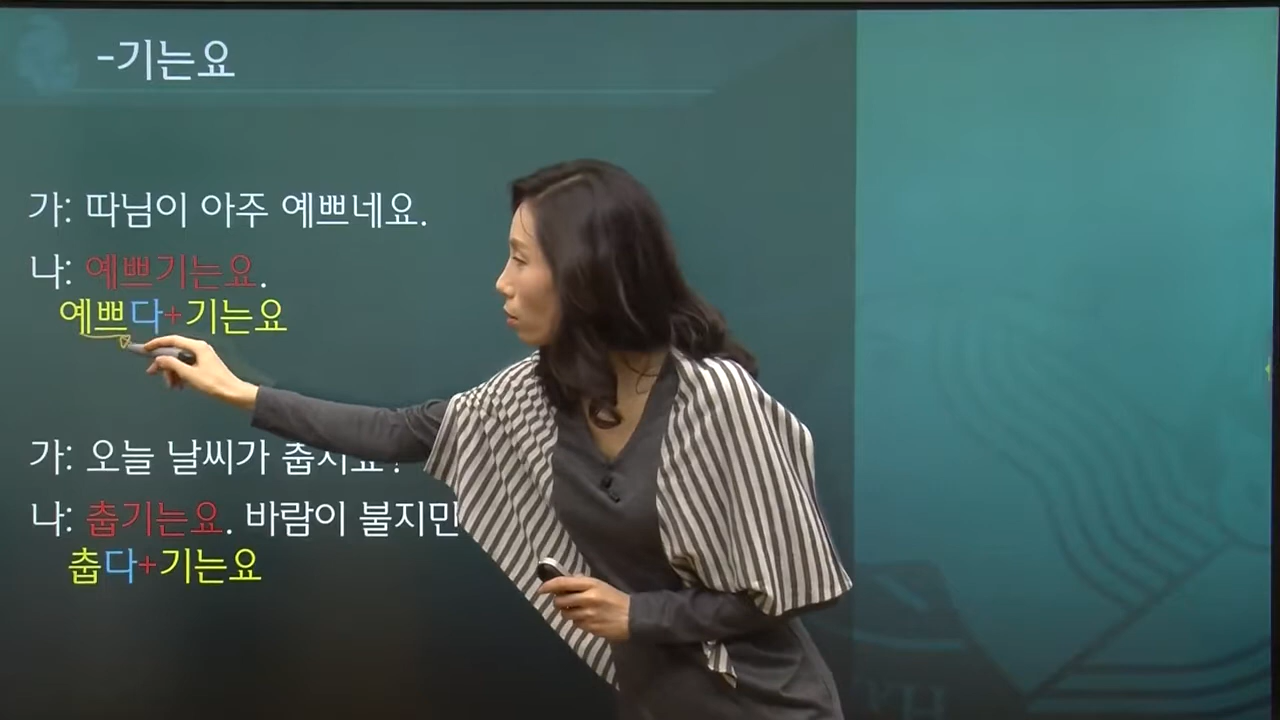 -기는요
가: 따님이 아주 예쁘네요.
나: 예쁘기는요.
예쁘다+기는요
가: 오늘 날씨가 춥지요?
나: 춥기는요. 바람이 불지만
춥다+기는요